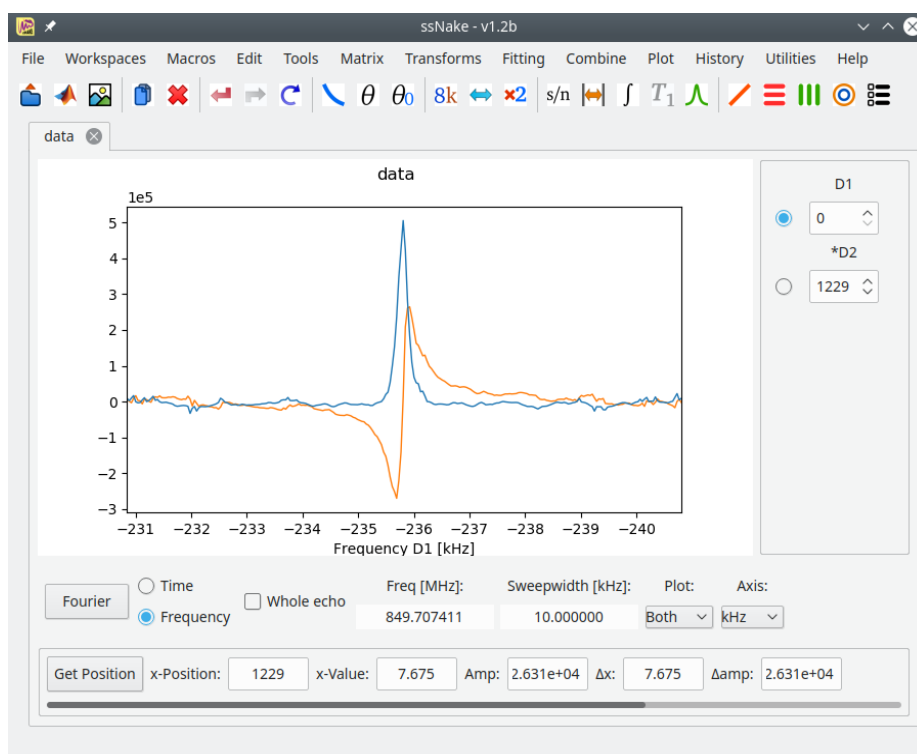 ssNake - v1.2b
File Workspaces Macros Edit Tools Matrix Transforms Fitting Combine Plot History Utilities Help
θ θ0 8k ×2 s/n ∫ T1
data
data
D1
0
*D2
1229
1e5
5
4
3
2
1
0
−1
−2
−3
−231 −232 −233 −234 −235 −236 −237 −238 −239 −240
Frequency D1 [kHz]
Time Freq [MHz]: Sweepwidth [kHz]: Plot: Axis:
Fourier Whole echo
Frequency 849.707411 10.000000 Both kHz
Get Position x-Position: 1229 x-Value: 7.675 Amp: 2.631e+04 Δx: 7.675 Δamp: 2.631e+04